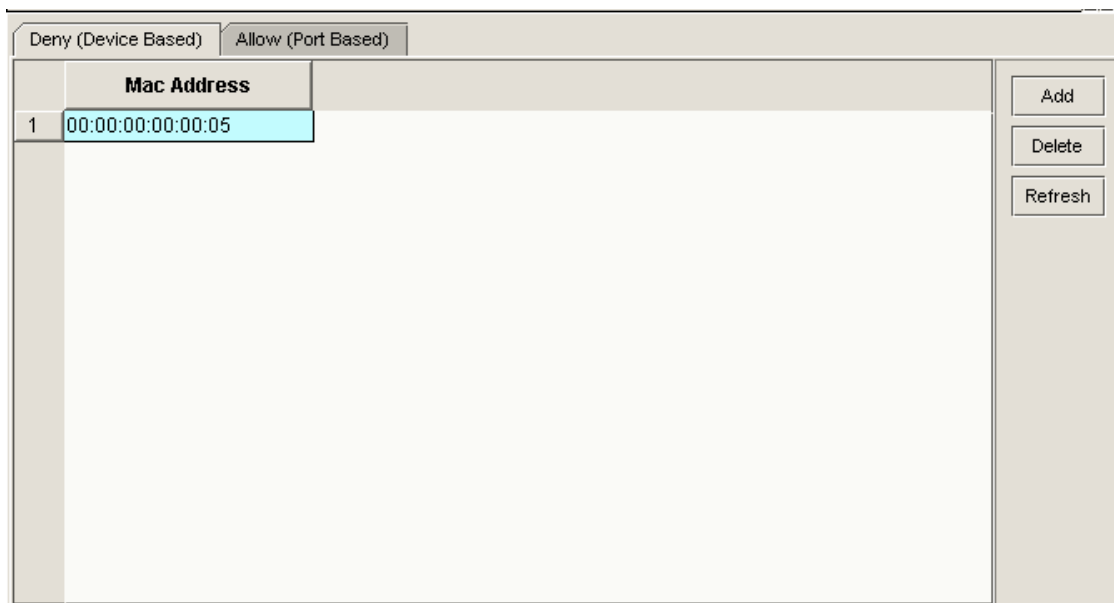 Deny (Device Based) Allow (Port Based)
Mac Address
Add
1 00:00:00:00:00:05
Delete
Refresh